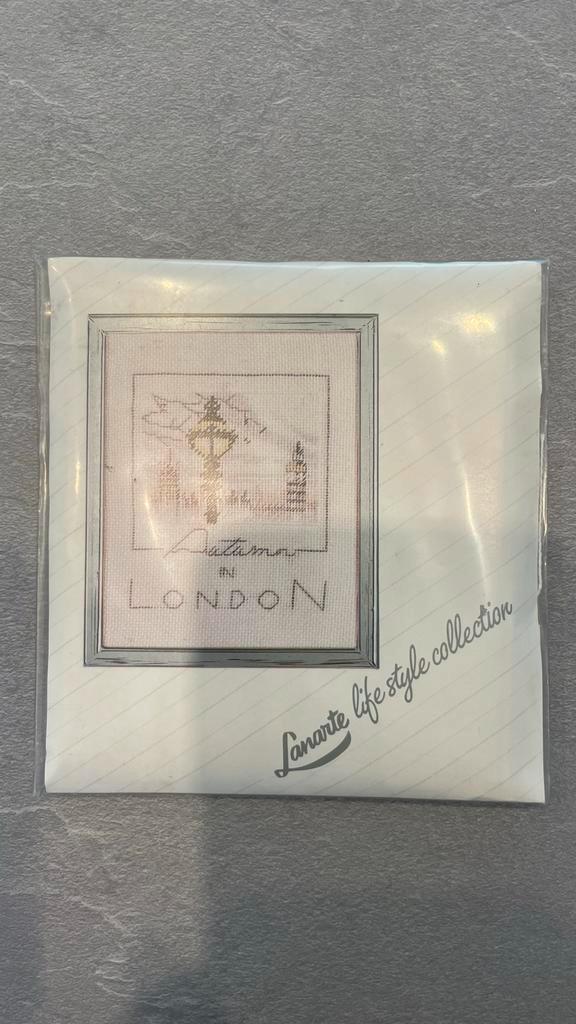 Autumn
IN
LONDON
Lanarte life style collection